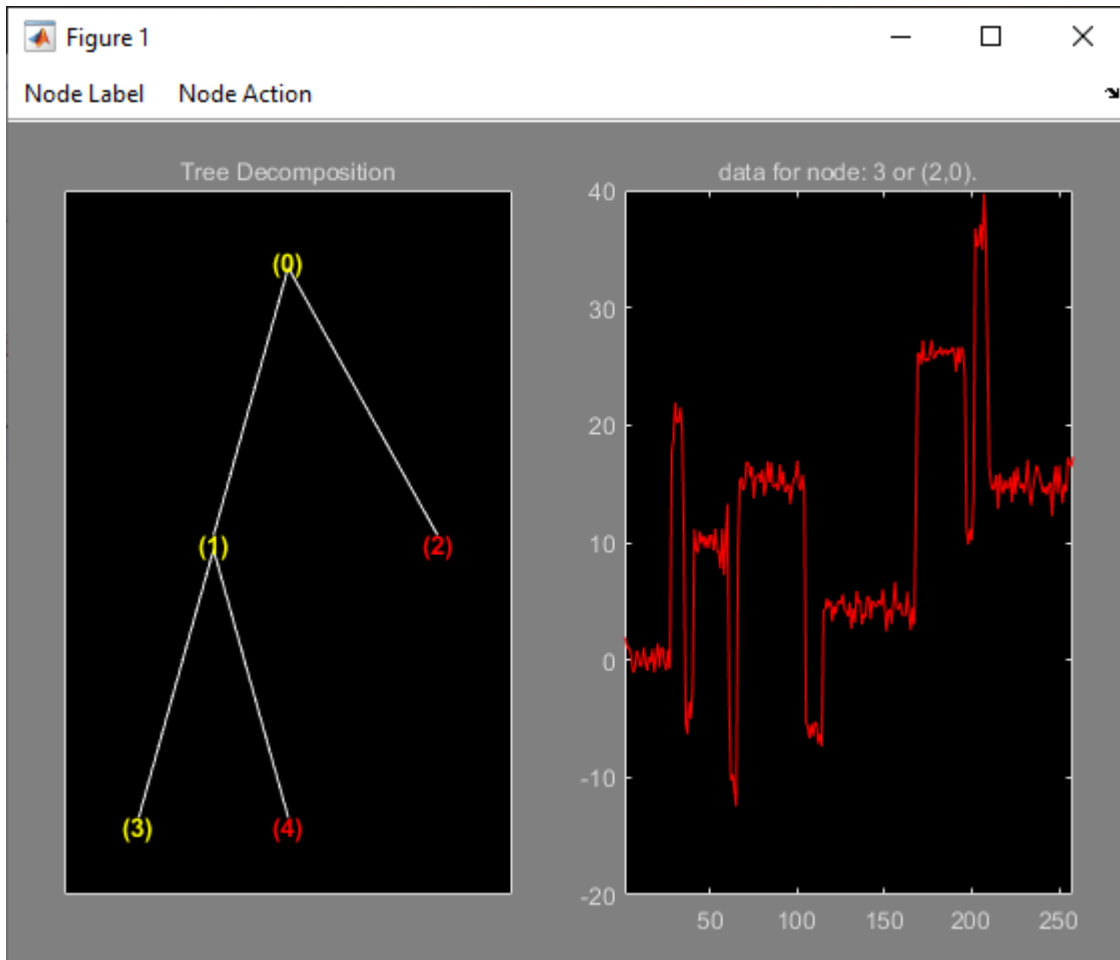 Figure 1
Node Label Node Action
Tree Decomposition
(0)
(1)
(2)
(3)
(4)
data for node: 3 or (2,0).
40
30
20
10
0
-10
-20
50 100 150 200 250